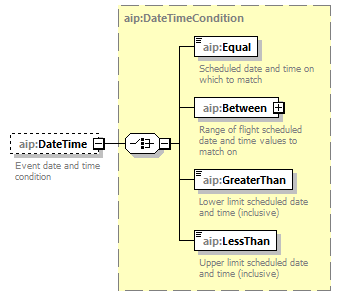 aip:DateTimeCondition
aip:Equal
Scheduled date and time on
which to match
aip:Between
Range of flight scheduled
date and time values to
match on
aip:DateTime
Event date and time
condition
aip:GreaterThan
Lower limit scheduled date
and time (inclusive)
aip:LessThan
Upper limit scheduled date
and time (inclusive)